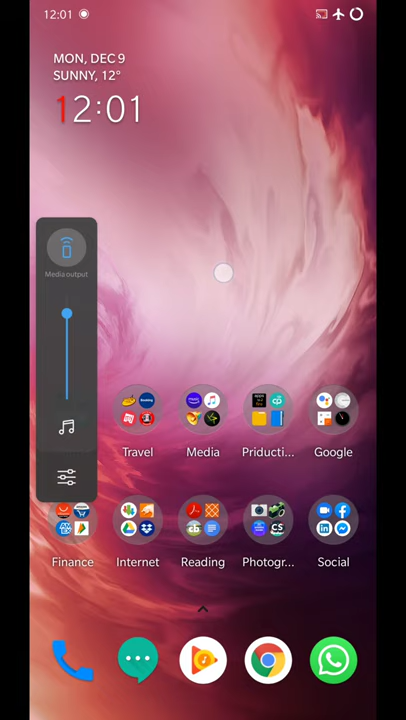 12:01
MON, DEC 9
SUNNY, 12°
12:01
Media output
Travel
Media
Priducti...
Google
Finance
Internet
Reading
Photogr...
Social